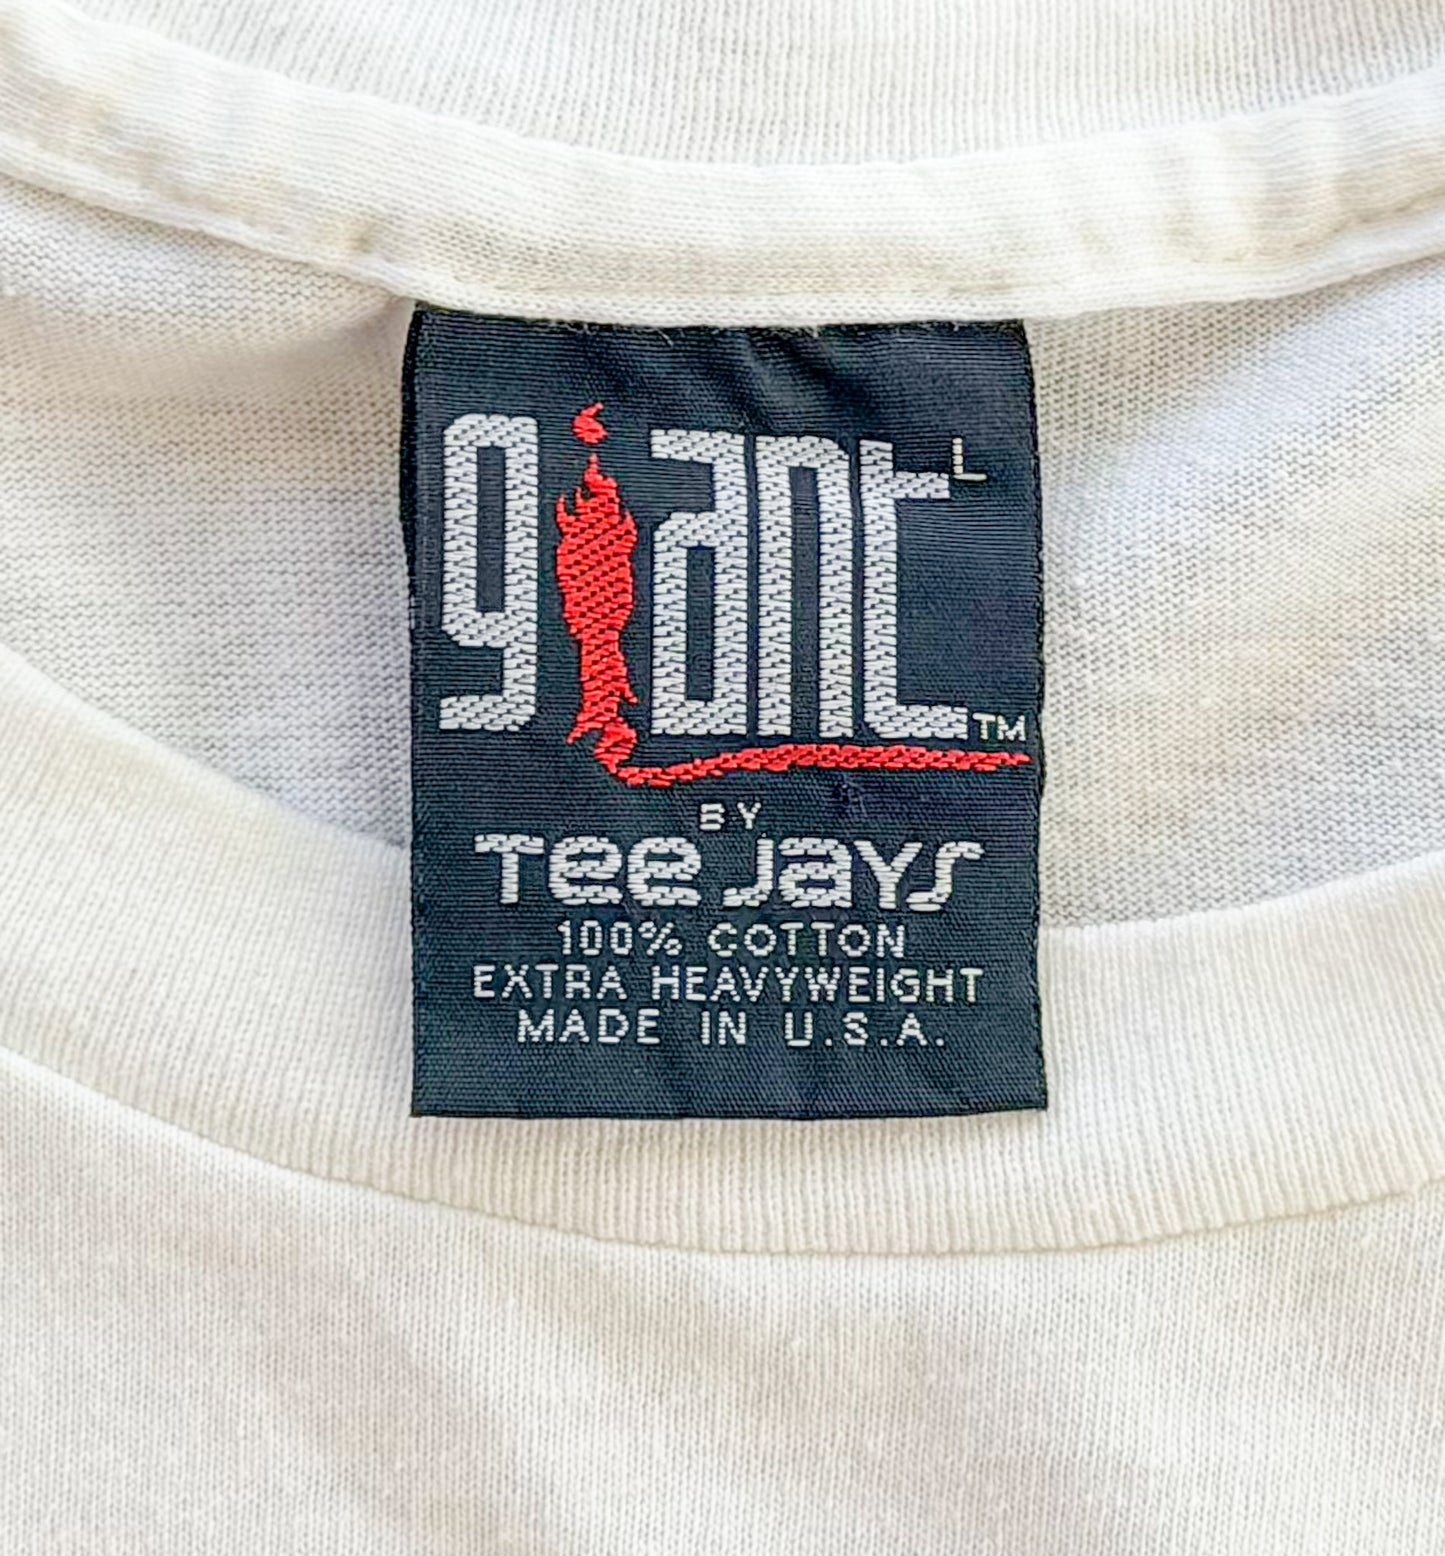 giant L
TM
BY
Tee Jays
100% COTTON
EXTRA HEAVYWEIGHT
MADE IN U.S.A.